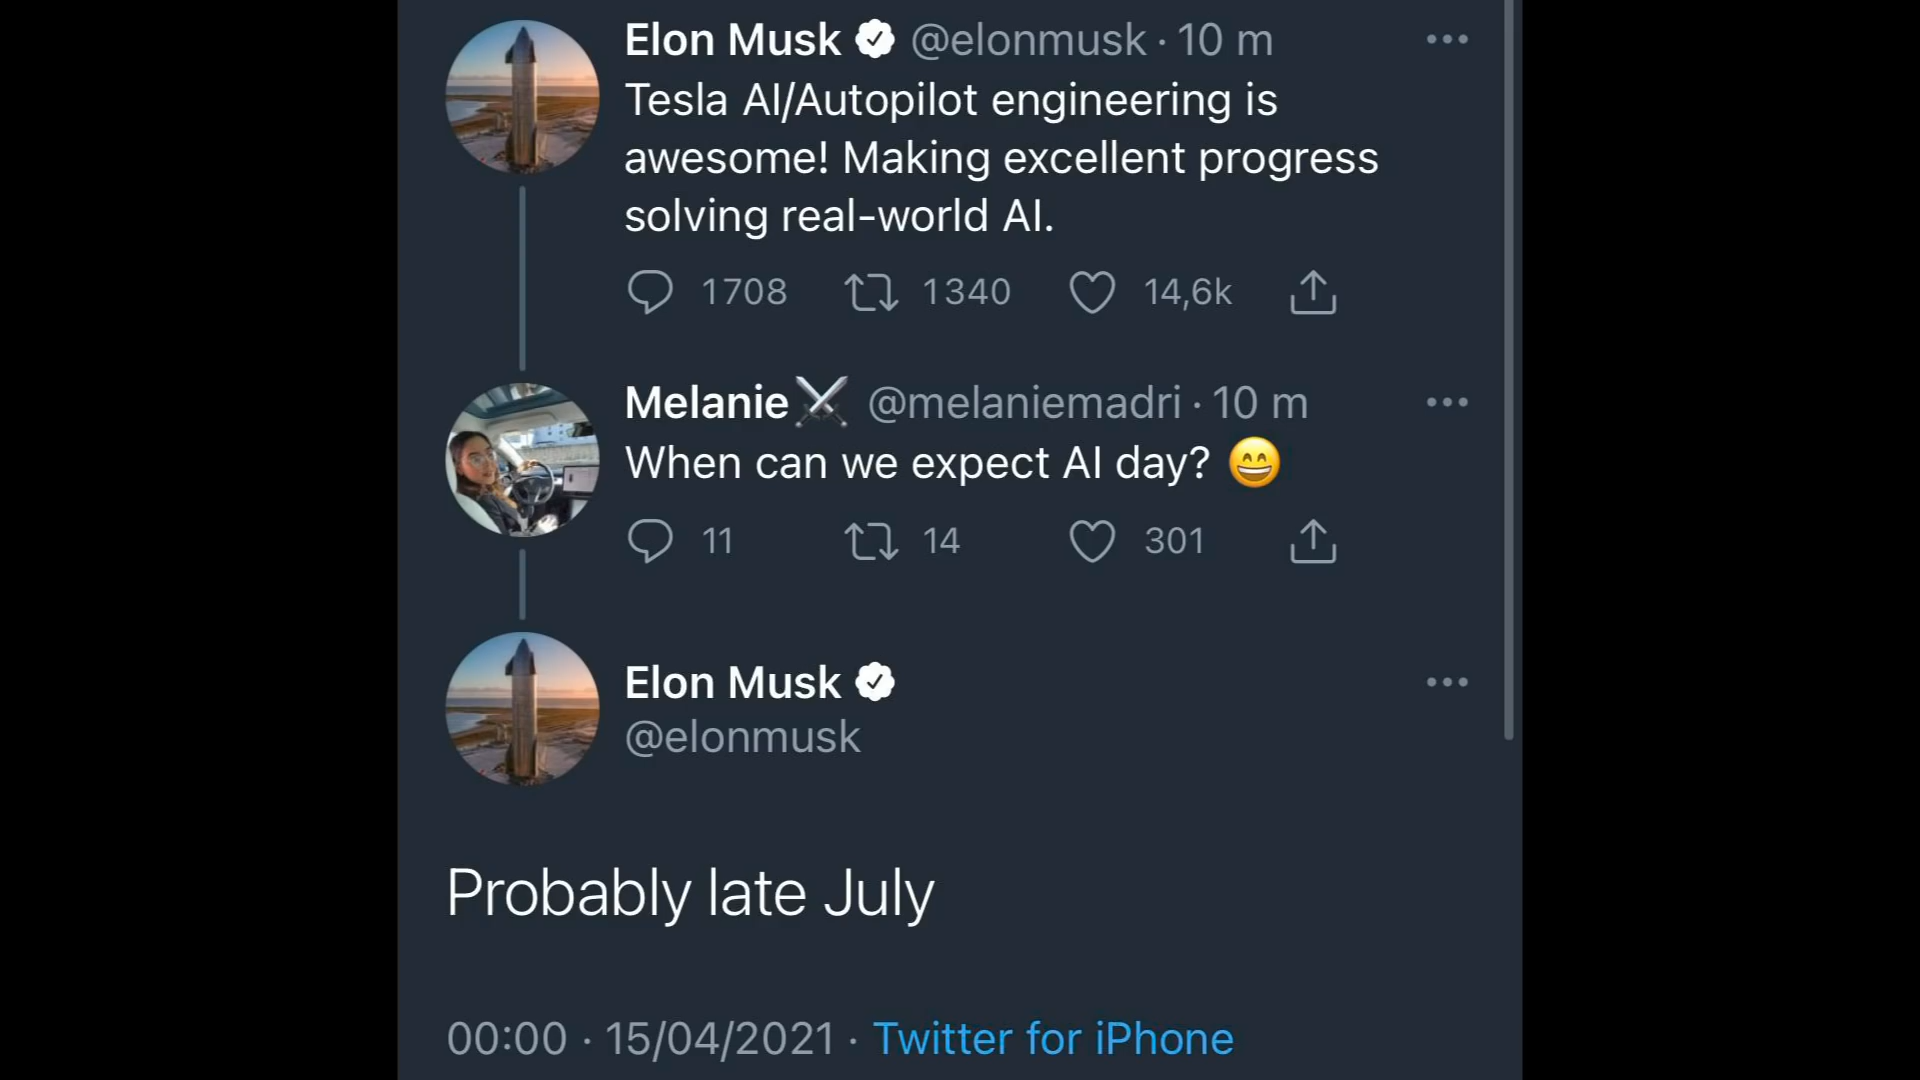 Elon Musk @elonmusk · 10 m
Tesla AI/Autopilot engineering is
awesome! Making excellent progress
solving real-world AI.
1708 1340 14,6k
Melanie⚔️ @melaniemadri · 10 m
When can we expect AI day? 😄
11 14 301
Elon Musk
@elonmusk
Probably late July
00:00 · 15/04/2021 · Twitter for iPhone